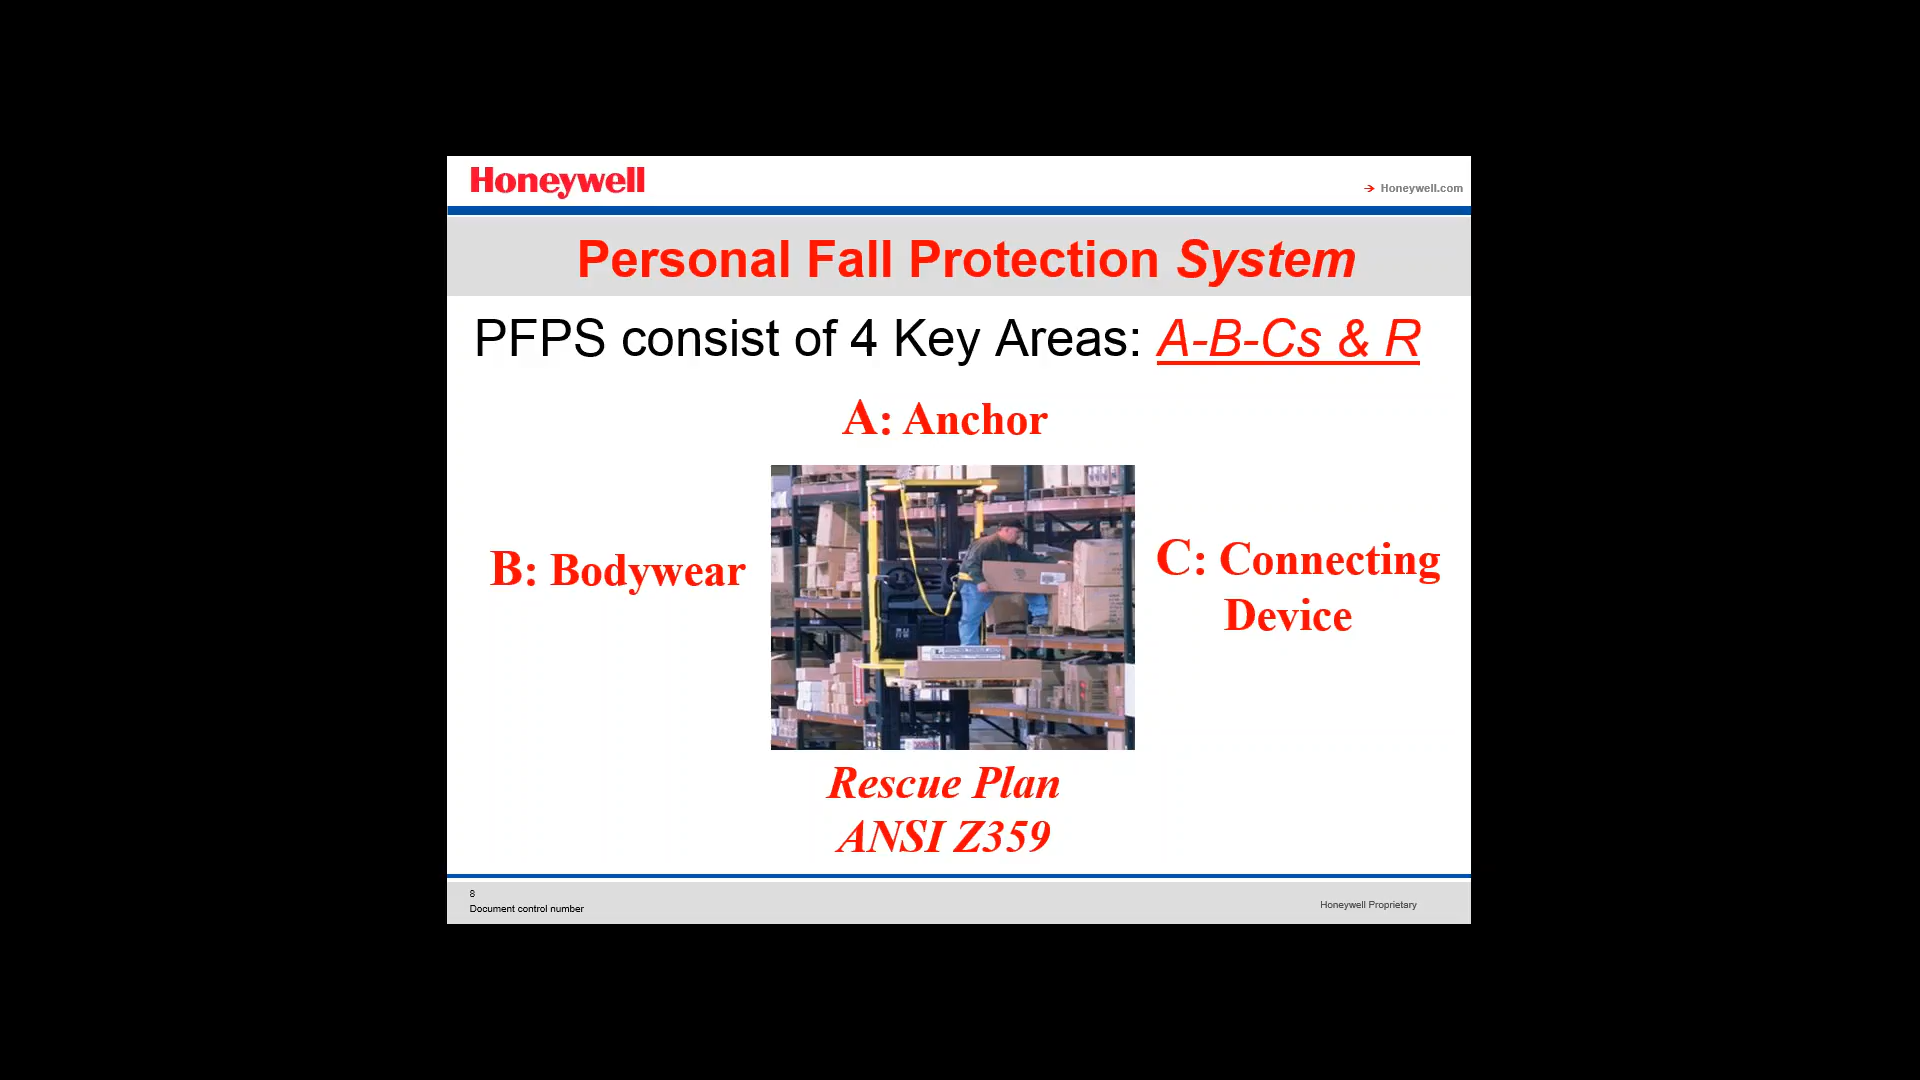 Honeywell
Honeywell.com
Personal Fall Protection System
PFPS consist of 4 Key Areas: A-B-Cs & R
A: Anchor
B: Bodywear
C: Connecting
Device
Rescue Plan
ANSI Z359
8
Document control number
Honeywell Proprietary